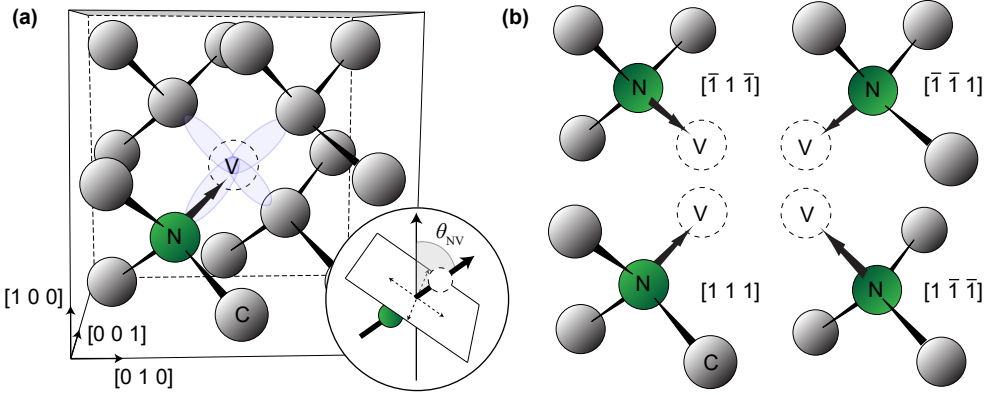 (a)
V
N
C
θ_NV
[1 0 0]
[0 0 1]
[0 1 0]
(b)
N
[1̅ 1 1̅]
V
N
[1̅ 1̅ 1]
V
V
N
[1 1 1]
C
V
N
[1 1̅ 1̅]